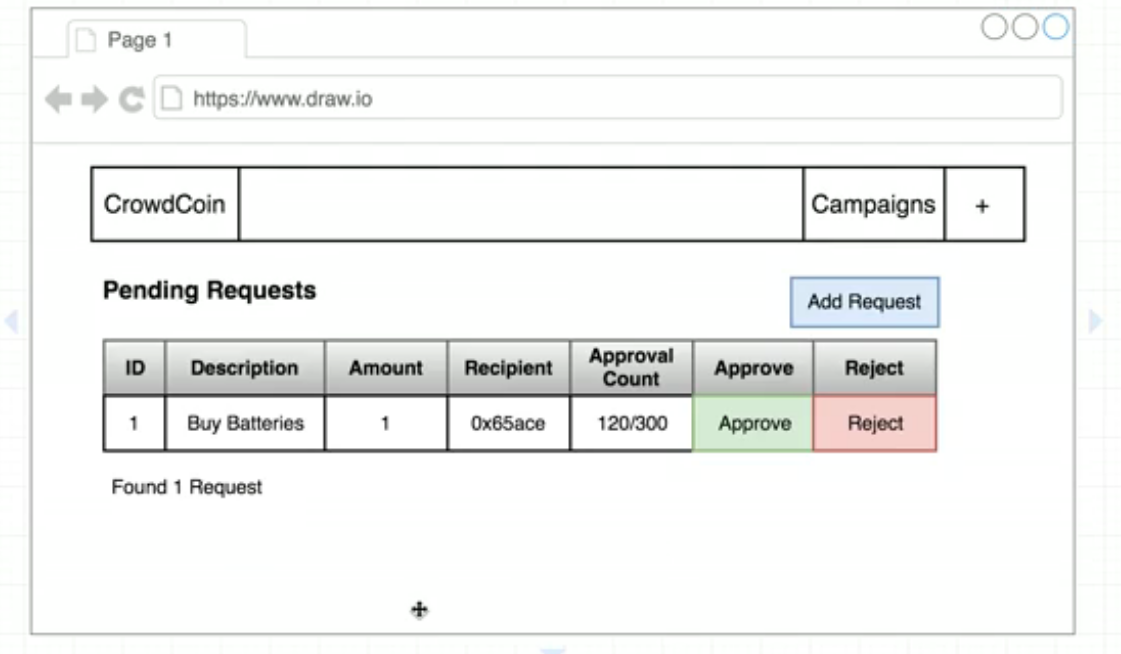 Page 1
https://www.draw.io
CrowdCoin Campaigns +
Pending Requests
Add Request
ID Description Amount Recipient Approval Count Approve Reject
1 Buy Batteries 1 0x65ace 120/300 Approve Reject
Found 1 Request